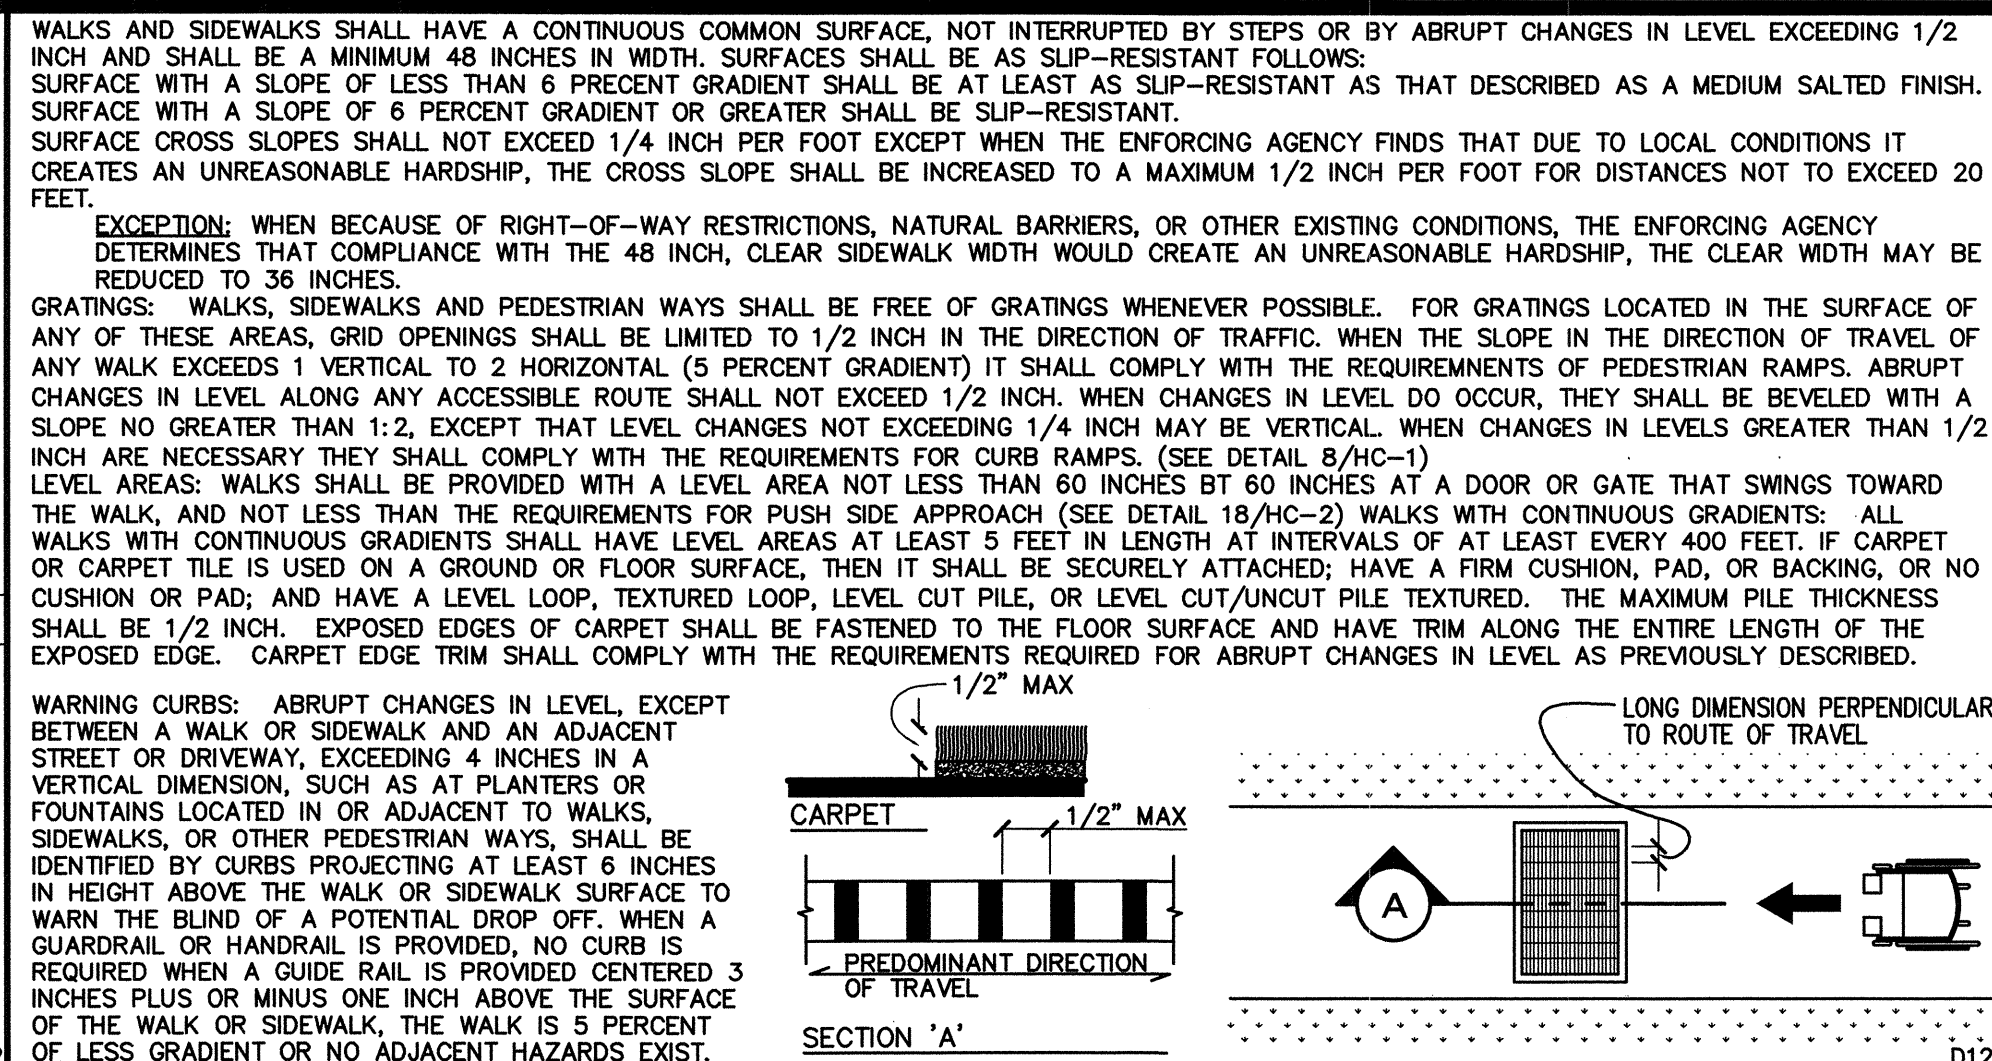 WALKS AND SIDEWALKS SHALL HAVE A CONTINUOUS COMMON SURFACE, NOT INTERRUPTED BY STEPS OR BY ABRUPT CHANGES IN LEVEL EXCEEDING 1/2
INCH AND SHALL BE A MINIMUM 48 INCHES IN WIDTH. SURFACES SHALL BE AS SLIP-RESISTANT FOLLOWS:
SURFACE WITH A SLOPE OF LESS THAN 6 PRECENT GRADIENT SHALL BE AT LEAST AS SLIP-RESISTANT AS THAT DESCRIBED AS A MEDIUM SALTED FINISH.
SURFACE WITH A SLOPE OF 6 PERCENT GRADIENT OR GREATER SHALL BE SLIP-RESISTANT.
SURFACE CROSS SLOPES SHALL NOT EXCEED 1/4 INCH PER FOOT EXCEPT WHEN THE ENFORCING AGENCY FINDS THAT DUE TO LOCAL CONDITIONS IT
CREATES AN UNREASONABLE HARDSHIP, THE CROSS SLOPE SHALL BE INCREASED TO A MAXIMUM 1/2 INCH PER FOOT FOR DISTANCES NOT TO EXCEED 20
FEET.
EXCEPTION: WHEN BECAUSE OF RIGHT-OF-WAY RESTRICTIONS, NATURAL BARRIERS, OR OTHER EXISTING CONDITIONS, THE ENFORCING AGENCY
DETERMINES THAT COMPLIANCE WITH THE 48 INCH, CLEAR SIDEWALK WIDTH WOULD CREATE AN UNREASONABLE HARDSHIP, THE CLEAR WIDTH MAY BE
REDUCED TO 36 INCHES.
GRATINGS: WALKS, SIDEWALKS AND PEDESTRIAN WAYS SHALL BE FREE OF GRATINGS WHENEVER POSSIBLE. FOR GRATINGS LOCATED IN THE SURFACE OF
ANY OF THESE AREAS, GRID OPENINGS SHALL BE LIMITED TO 1/2 INCH IN THE DIRECTION OF TRAFFIC. WHEN THE SLOPE IN THE DIRECTION OF TRAVEL OF
ANY WALK EXCEEDS 1 VERTICAL TO 2 HORIZONTAL (5 PERCENT GRADIENT) IT SHALL COMPLY WITH THE REQUIREMNENTS OF PEDESTRIAN RAMPS. ABRUPT
CHANGES IN LEVEL ALONG ANY ACCESSIBLE ROUTE SHALL NOT EXCEED 1/2 INCH. WHEN CHANGES IN LEVEL DO OCCUR, THEY SHALL BE BEVELED WITH A
SLOPE NO GREATER THAN 1:2, EXCEPT THAT LEVEL CHANGES NOT EXCEEDING 1/4 INCH MAY BE VERTICAL. WHEN CHANGES IN LEVELS GREATER THAN 1/2
INCH ARE NECESSARY THEY SHALL COMPLY WITH THE REQUIREMENTS FOR CURB RAMPS. (SEE DETAIL 8/HC-1)
LEVEL AREAS: WALKS SHALL BE PROVIDED WITH A LEVEL AREA NOT LESS THAN 60 INCHES BT 60 INCHES AT A DOOR OR GATE THAT SWINGS TOWARD
THE WALK, AND NOT LESS THAN THE REQUIREMENTS FOR PUSH SIDE APPROACH (SEE DETAIL 18/HC-2) WALKS WITH CONTINUOUS GRADIENTS: ALL
WALKS WITH CONTINUOUS GRADIENTS SHALL HAVE LEVEL AREAS AT LEAST 5 FEET IN LENGTH AT INTERVALS OF AT LEAST EVERY 400 FEET. IF CARPET
OR CARPET TILE IS USED ON A GROUND OR FLOOR SURFACE, THEN IT SHALL BE SECURELY ATTACHED; HAVE A FIRM CUSHION, PAD, OR BACKING, OR NO
CUSHION OR PAD; AND HAVE A LEVEL LOOP, TEXTURED LOOP, LEVEL CUT PILE, OR LEVEL CUT/UNCUT PILE TEXTURED. THE MAXIMUM PILE THICKNESS
SHALL BE 1/2 INCH. EXPOSED EDGES OF CARPET SHALL BE FASTENED TO THE FLOOR SURFACE AND HAVE TRIM ALONG THE ENTIRE LENGTH OF THE
EXPOSED EDGE. CARPET EDGE TRIM SHALL COMPLY WITH THE REQUIREMENTS REQUIRED FOR ABRUPT CHANGES IN LEVEL AS PREVIOUSLY DESCRIBED.
WARNING CURBS: ABRUPT CHANGES IN LEVEL, EXCEPT
BETWEEN A WALK OR SIDEWALK AND AN ADJACENT
STREET OR DRIVEWAY, EXCEEDING 4 INCHES IN A
VERTICAL DIMENSION, SUCH AS AT PLANTERS OR
FOUNTAINS LOCATED IN OR ADJACENT TO WALKS,
SIDEWALKS, OR OTHER PEDESTRIAN WAYS, SHALL BE
IDENTIFIED BY CURBS PROJECTING AT LEAST 6 INCHES
IN HEIGHT ABOVE THE WALK OR SIDEWALK SURFACE TO
WARN THE BLIND OF A POTENTIAL DROP OFF. WHEN A
GUARDRAIL OR HANDRAIL IS PROVIDED, NO CURB IS
REQUIRED WHEN A GUIDE RAIL IS PROVIDED CENTERED 3
INCHES PLUS OR MINUS ONE INCH ABOVE THE SURFACE
OF THE WALK OR SIDEWALK, THE WALK IS 5 PERCENT
OF LESS GRADIENT OR NO ADJACENT HAZARDS EXIST.
1/2" MAX
CARPET
1/2" MAX
PREDOMINANT DIRECTION
OF TRAVEL
SECTION 'A'
LONG DIMENSION PERPENDICULAR
TO ROUTE OF TRAVEL
A
D12